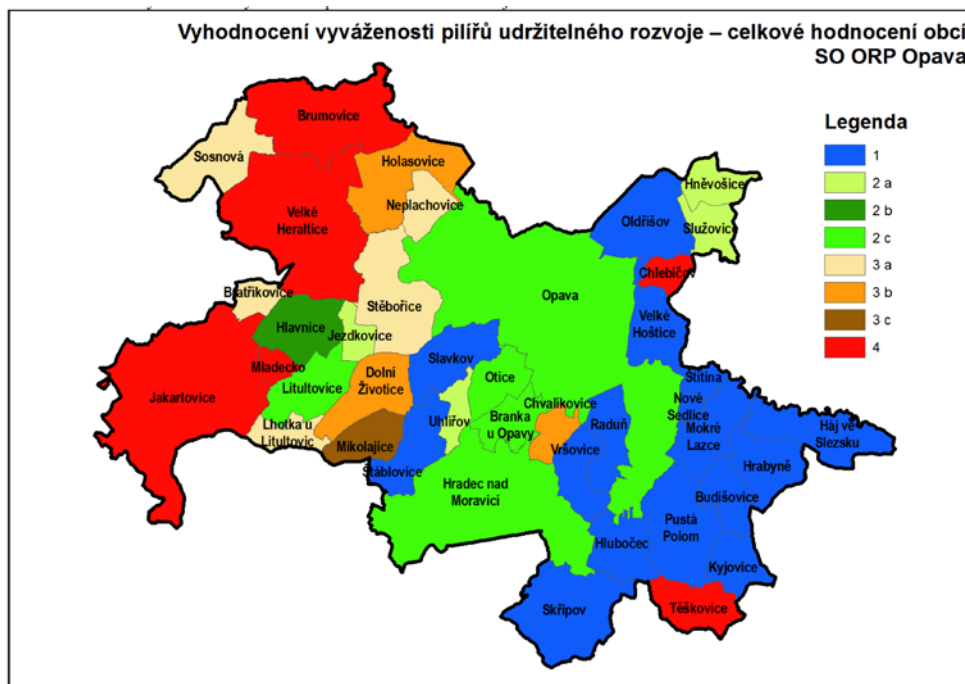 Vyhodnocení vyváženosti pilířů udržitelného rozvoje – celkové hodnocení obcí
SO ORP Opava
Legenda
1
2 a
2 b
2 c
3 a
3 b
3 c
4
Brumovice
Sosnová
Holasovice
Hněvošice
Neplachovice
Velké
Heraltice
Oldřišov
Služovice
Chlebičov
Bratříkovice
Opava
Stěbořice
Velké
Hoštice
Hlavnice
Jezdkovice
Slavkov
Mladecko
Dolní
Životice
Otice
Štítina
Litultovice
Jakartovice
Nové
Sedlice
Chvalíkovice
Lhotka u
Litultovic
Uhlířov
Branka
u Opavy
Raduň
Mokré
Lazce
Háj ve
Slezsku
Mikolajice
Vršovice
Štáblovice
Hrabyně
Hradec nad
Moravicí
Budišovice
Pustá
Polom
Hlubočec
Kyjovice
Skřipov
Těškovice